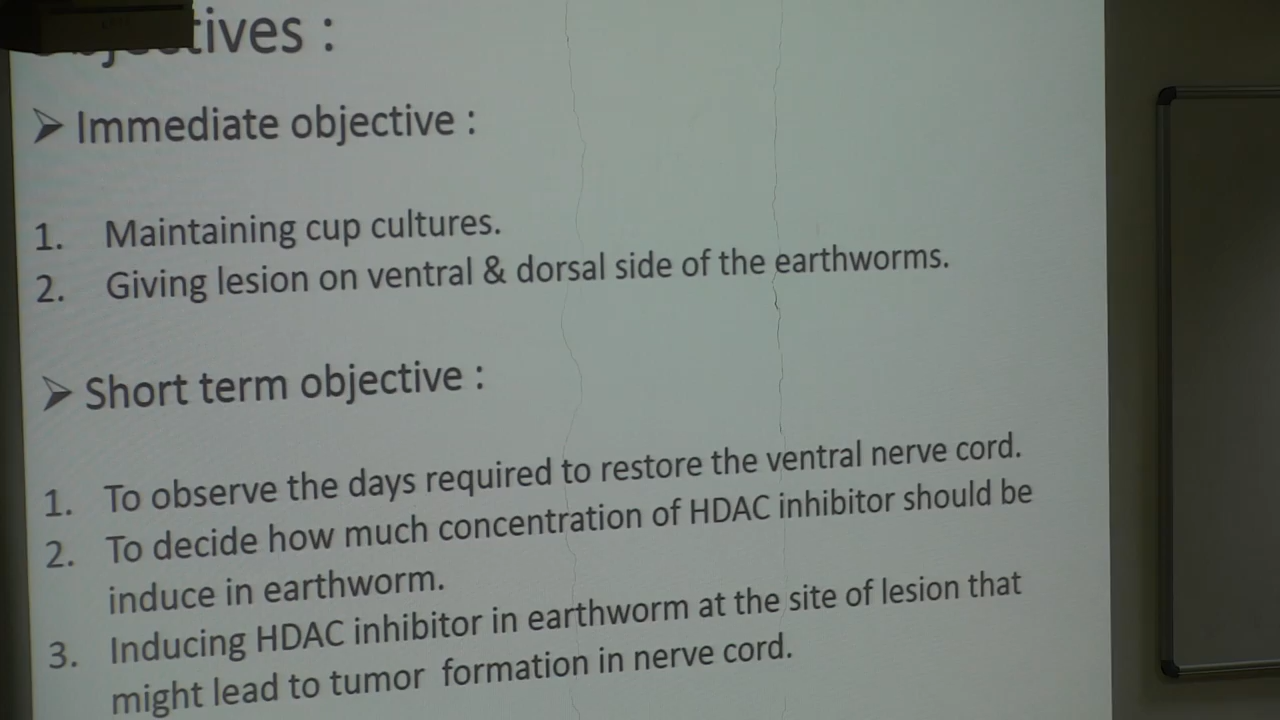 Objectives :
➢ Immediate objective :
1. Maintaining cup cultures.
2. Giving lesion on ventral & dorsal side of the earthworms.
➢ Short term objective :
1. To observe the days required to restore the ventral nerve cord.
2. To decide how much concentration of HDAC inhibitor should be
induce in earthworm.
3. Inducing HDAC inhibitor in earthworm at the site of lesion that
might lead to tumor formation in nerve cord.